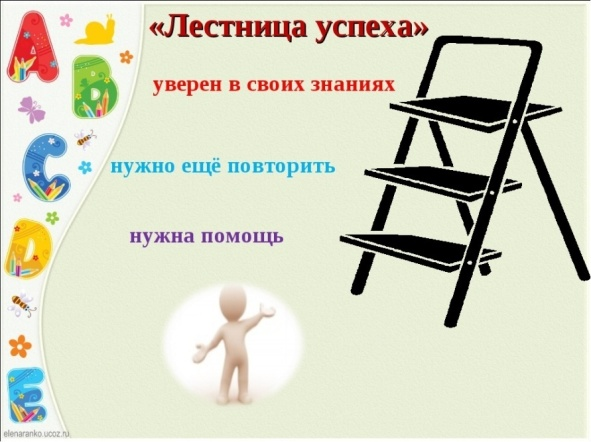 «Лестница успеха»
уверен в своих знаниях
нужно ещё повторить
нужна помощь
A
B
C
D
E
elenaranko.ucoz.ru